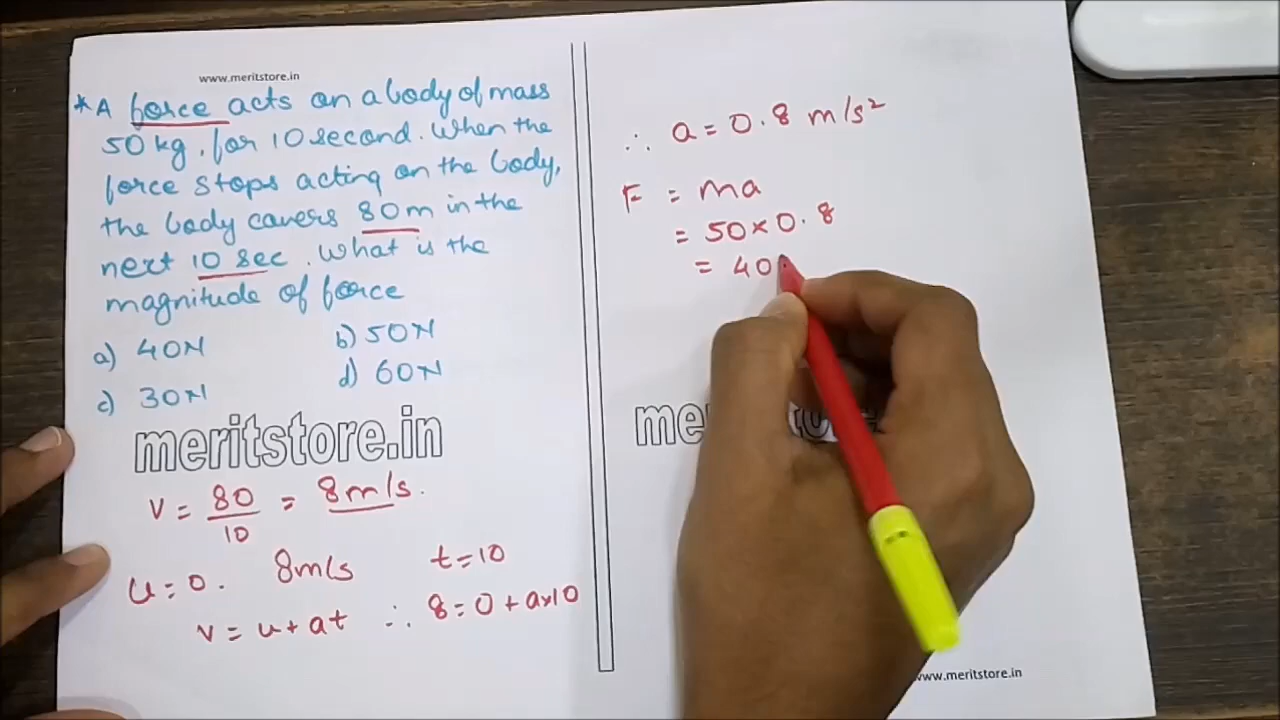 www.meritstore.in
* A force acts on a body of mass
50 kg, for 10 second. When the
force stops acting on the body,
the body covers 80m in the
next 10 sec. What is the
magnitude of force
a) 40N b) 50N
c) 30N d) 60N
meritstore.in
V = 80/10 = 8m/s.
u = 0. 8m/s t=10
v = u + at ∴ 8 = 0 + a×10
∴ a = 0.8 m/s²
F = ma
= 50 × 0.8
= 40
www.meritstore.in